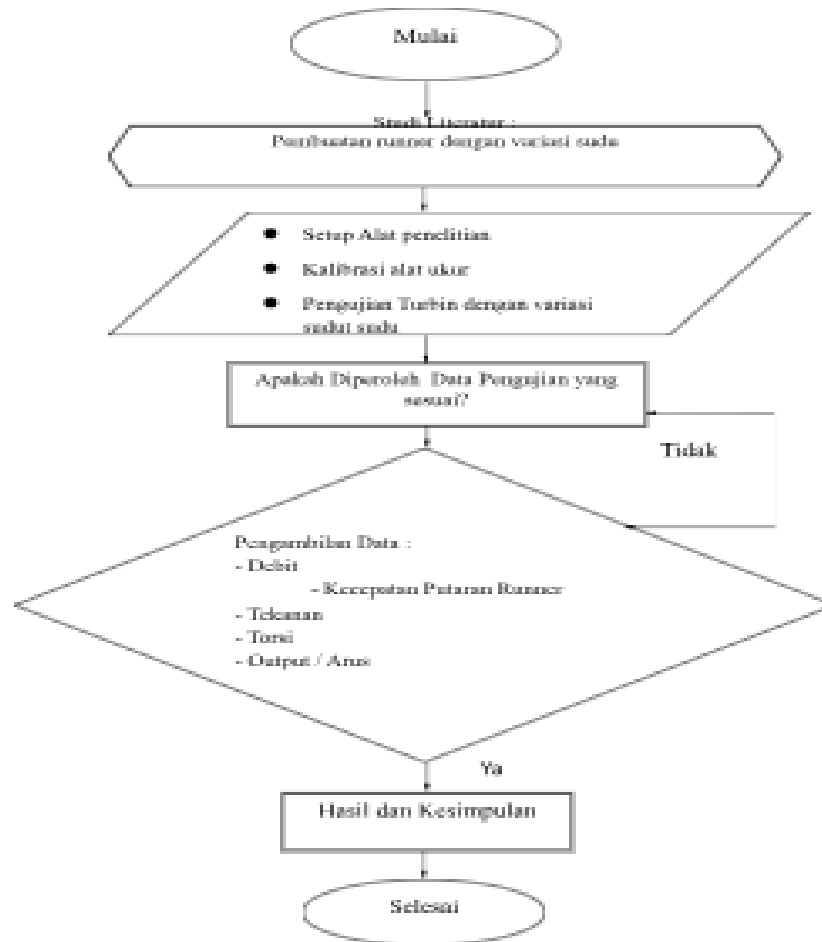 Mulai
Studi Literatur :
Pembuatan runner dengan variasi sudu
● Setup Alat penelitian
● Kalibrasi alat ukur
● Pengujian Turbin dengan variasi
sudut sudu
Apakah Diperoleh Data Pengujian yang
sesuai?
Tidak
Pengambilan Data :
- Debit
- Kecepatan Putaran Runner
- Tekanan
- Torsi
- Output / Arus
Ya
Hasil dan Kesimpulan
Selesai